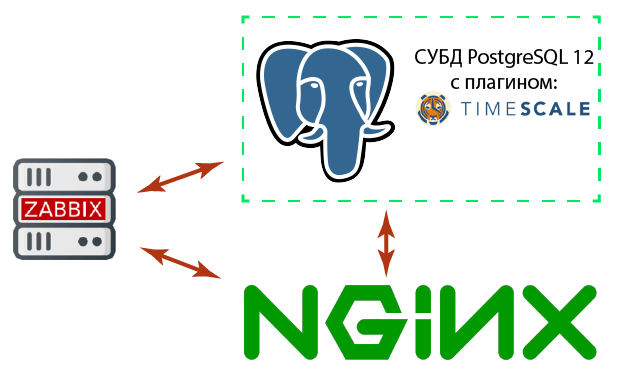 СУБД PostgreSQL 12
с плагином:
TIMESCALE
ZABBIX
NGINX